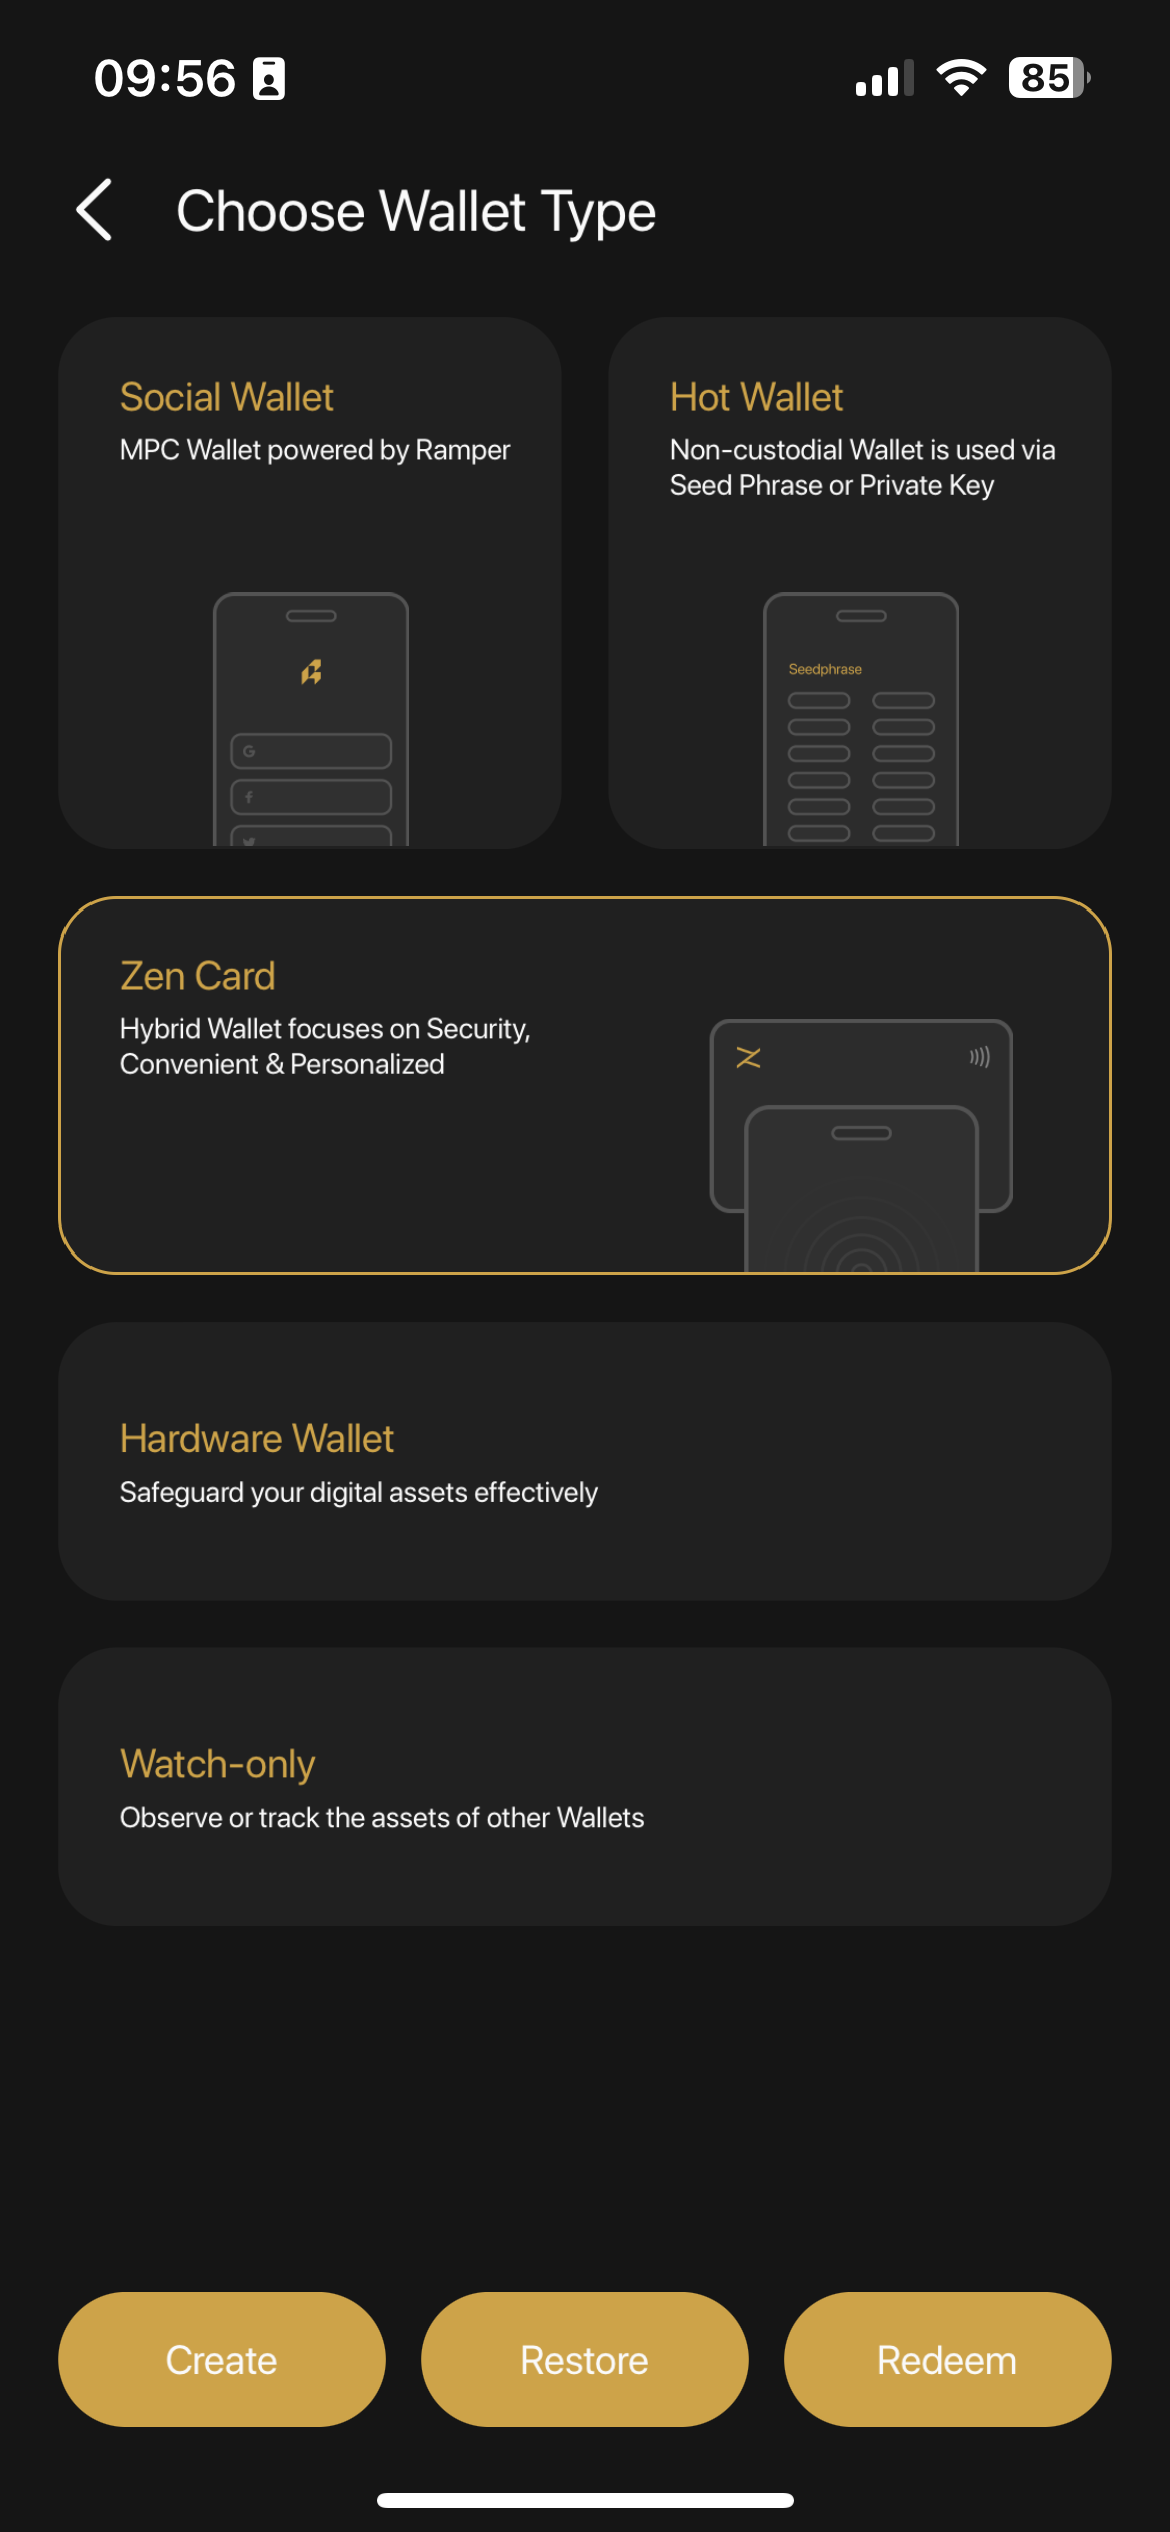 09:56
85
Choose Wallet Type
Social Wallet
MPC Wallet powered by Ramper
Hot Wallet
Non-custodial Wallet is used via
Seed Phrase or Private Key
Seedphrase
Zen Card
Hybrid Wallet focuses on Security,
Convenient & Personalized
Hardware Wallet
Safeguard your digital assets effectively
Watch-only
Observe or track the assets of other Wallets
Create
Restore
Redeem